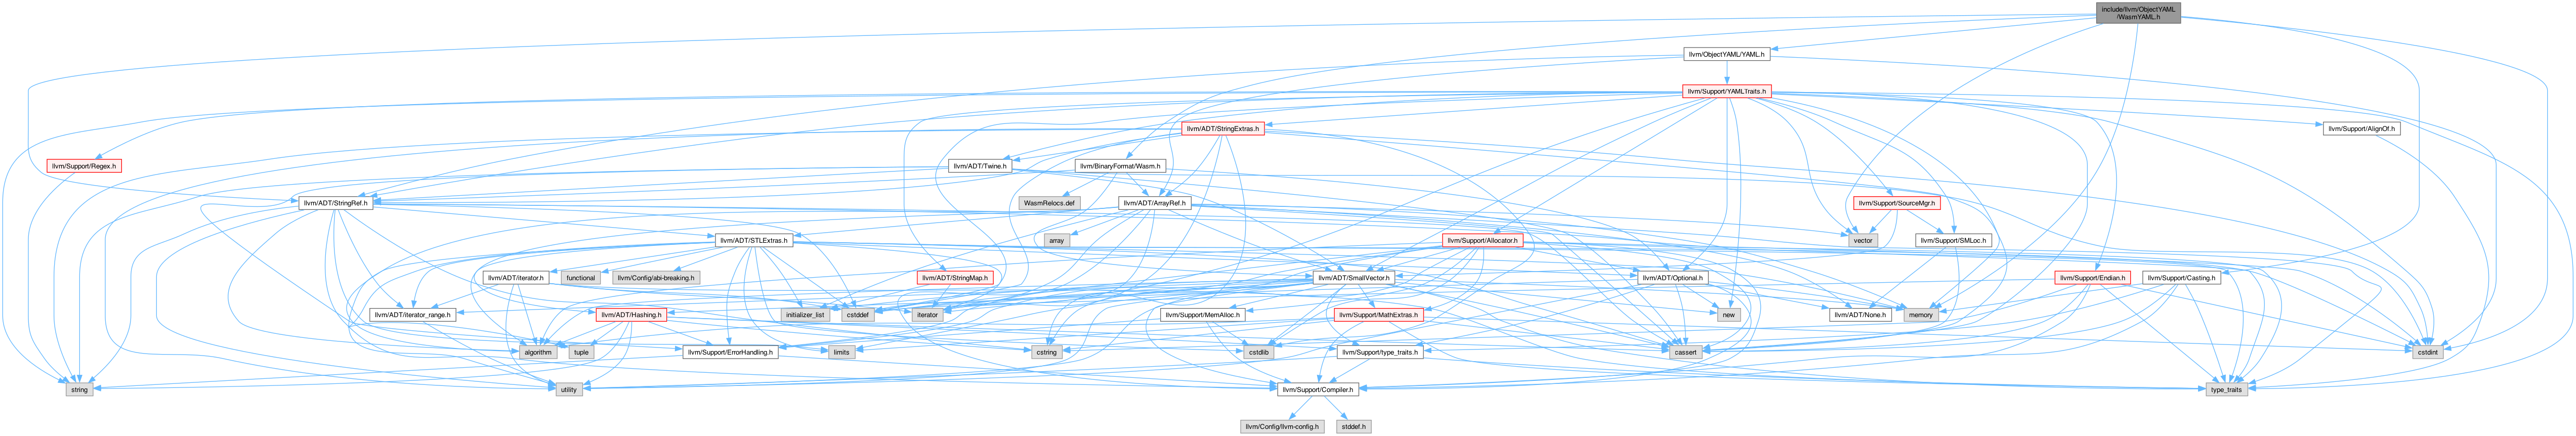 include/llvm/ObjectYAML
/WasmYAML.h
llvm/ObjectYAML/YAML.h
llvm/Support/YAMLTraits.h
llvm/ADT/StringExtras.h
llvm/Support/AlignOf.h
llvm/Support/Regex.h
llvm/ADT/Twine.h
llvm/BinaryFormat/Wasm.h
llvm/ADT/StringRef.h
WasmRelocs.def
llvm/ADT/ArrayRef.h
llvm/Support/SourceMgr.h
llvm/ADT/STLExtras.h
array
llvm/Support/Allocator.h
vector
llvm/Support/SMLoc.h
llvm/ADT/iterator.h
functional
llvm/Config/abi-breaking.h
llvm/ADT/StringMap.h
llvm/ADT/SmallVector.h
llvm/ADT/Optional.h
llvm/Support/Endian.h
llvm/Support/Casting.h
llvm/ADT/iterator_range.h
llvm/ADT/Hashing.h
initializer_list
cstddef
iterator
llvm/Support/MemAlloc.h
llvm/Support/MathExtras.h
new
llvm/ADT/None.h
memory
algorithm
tuple
llvm/Support/ErrorHandling.h
limits
cstring
cstdlib
llvm/Support/type_traits.h
cassert
cstdint
string
utility
llvm/Support/Compiler.h
type_traits
llvm/Config/llvm-config.h
stddef.h